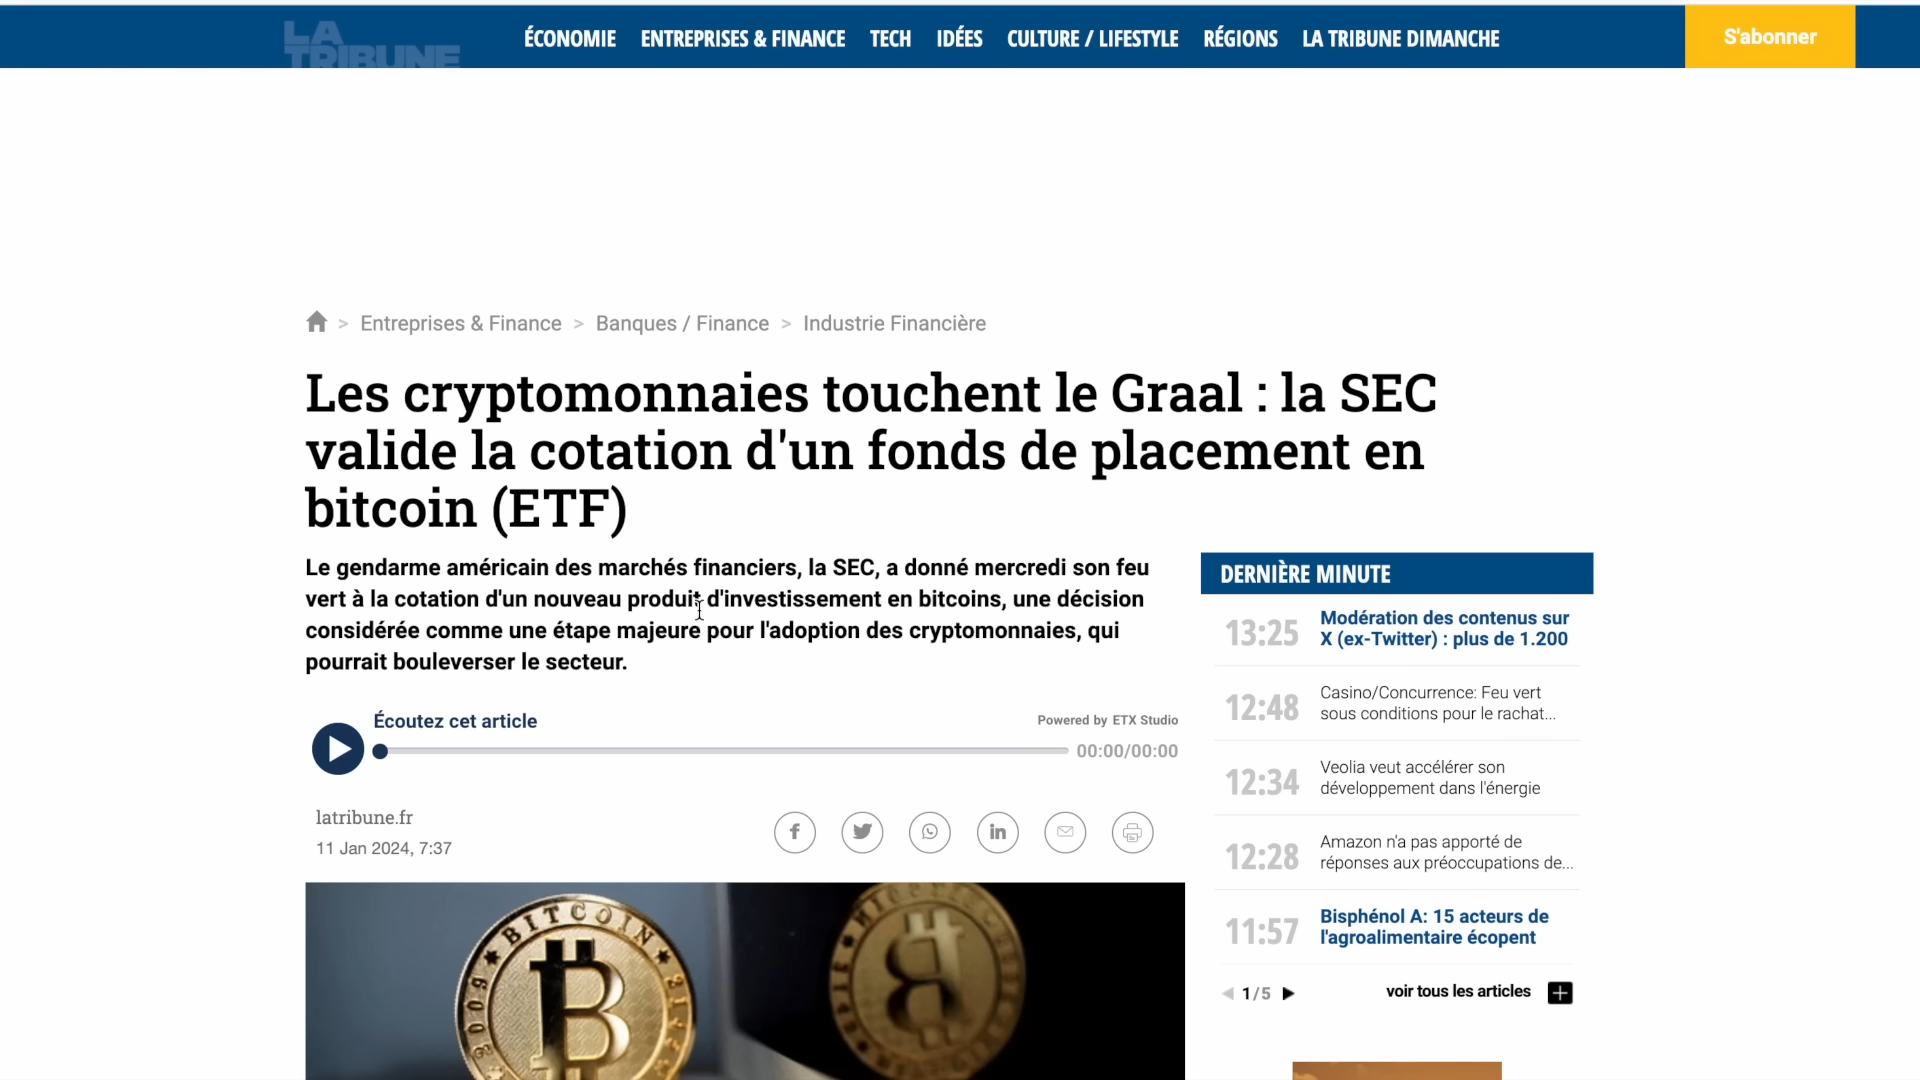 LA TRIBUNE
ÉCONOMIE ENTREPRISES & FINANCE TECH IDÉES CULTURE / LIFESTYLE RÉGIONS LA TRIBUNE DIMANCHE
S'abonner
> Entreprises & Finance > Banques / Finance > Industrie Financière
Les cryptomonnaies touchent le Graal : la SEC
valide la cotation d'un fonds de placement en
bitcoin (ETF)
Le gendarme américain des marchés financiers, la SEC, a donné mercredi son feu
vert à la cotation d'un nouveau produit d'investissement en bitcoins, une décision
considérée comme une étape majeure pour l'adoption des cryptomonnaies, qui
pourrait bouleverser le secteur.
Écoutez cet article
Powered by ETX Studio
00:00/00:00
latribune.fr
11 Jan 2024, 7:37
BITCOIN
2009
DERNIÈRE MINUTE
13:25
Modération des contenus sur
X (ex-Twitter) : plus de 1.200
12:48
Casino/Concurrence: Feu vert
sous conditions pour le rachat...
12:34
Veolia veut accélérer son
développement dans l'énergie
12:28
Amazon n'a pas apporté de
réponses aux préoccupations de...
11:57
Bisphénol A: 15 acteurs de
l'agroalimentaire écopent
1/5
voir tous les articles